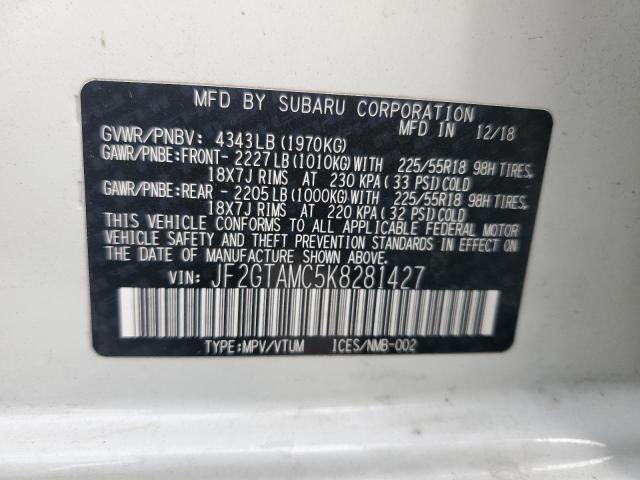 MFD BY SUBARU CORPORATION
MFD IN 12/18
GVWR/PNBV: 4343LB (1970KG)
GAWR/PNBE:FRONT- 2227LB (1010KG) WITH 225/55R18 98H TIRES,
18X7J RIMS AT 230 KPA (33 PSI) COLD
GAWR/PNBE:REAR - 2205LB (1000KG) WITH 225/55R18 98H TIRES,
18X7J RIMS AT 220 KPA (32 PSI) COLD
THIS VEHICLE CONFORMS TO ALL APPLICABLE FEDERAL MOTOR
VEHICLE SAFETY AND THEFT PREVENTION STANDARDS IN EFFECT ON
THE DATE OF MANUFACTURE SHOWN ABOVE.
VIN: JF2GTAMC5K8281427
TYPE:MPV/VTUM ICES/NMB-002